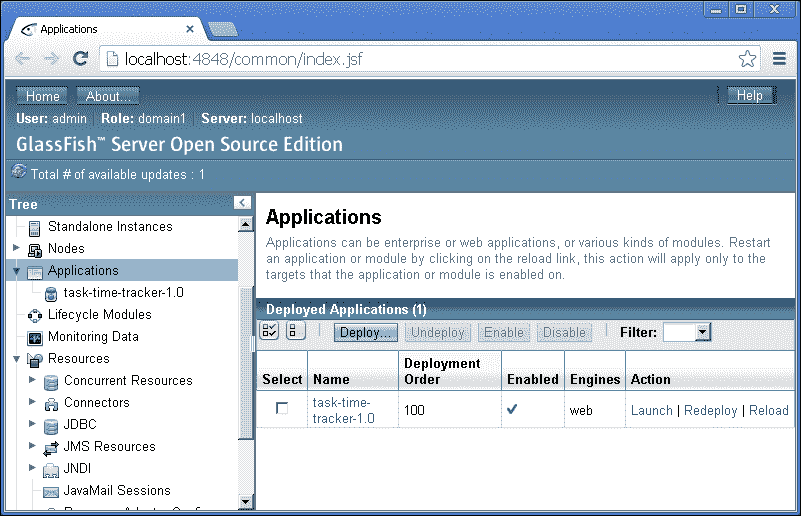 Applications
localhost:4848/common/index.jsf
Home About... Help
User: admin Role: domain1 Server: localhost
GlassFish™ Server Open Source Edition
Total # of available updates : 1
Tree
Standalone Instances
Nodes
Applications
task-time-tracker-1.0
Lifecycle Modules
Monitoring Data
Resources
Concurrent Resources
Connectors
JDBC
JMS Resources
JNDI
JavaMail Sessions
Applications
Applications can be enterprise or web applications, or various kinds of modules. Restart
an application or module by clicking on the reload link, this action will apply only to the
targets that the application or module is enabled on.
Deployed Applications (1)
Deploy... Undeploy Enable Disable Filter:
Select Name Deployment Order Enabled Engines Action
task-time-
tracker-1.0 100 web Launch | Redeploy | Reload